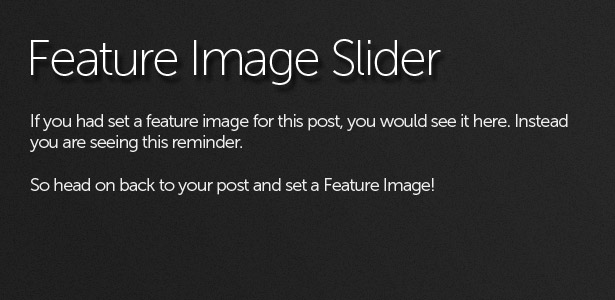 Feature Image Slider
If you had set a feature image for this post, you would see it here. Instead
you are seeing this reminder.
So head on back to your post and set a Feature Image!